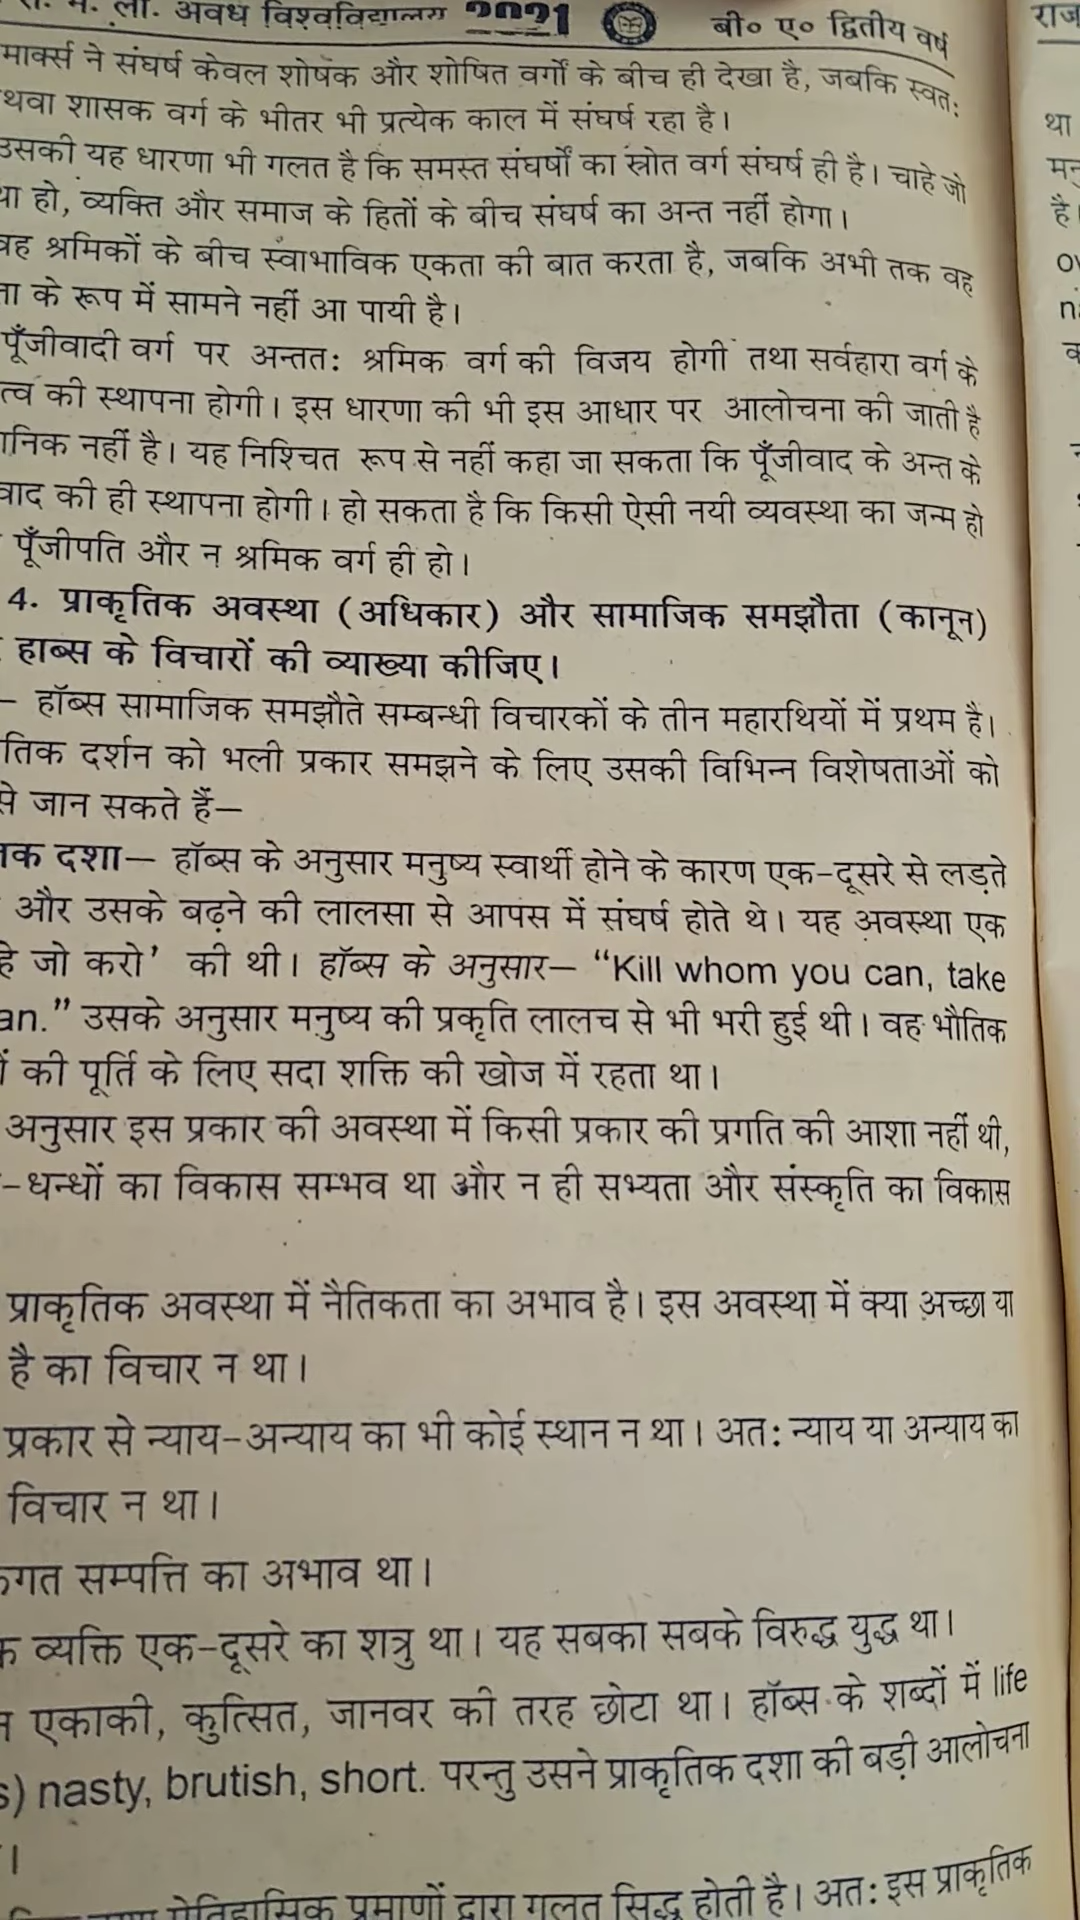 लो. अवध विश्वविद्यालय 2021 बी० ए० द्वितीय वर्ष
मार्क्स ने संघर्ष केवल शोषक और शोषित वर्गों के बीच ही देखा है, जबकि स्वतः
थवा शासक वर्ग के भीतर भी प्रत्येक काल में संघर्ष रहा है।
उसकी यह धारणा भी गलत है कि समस्त संघर्षों का स्रोत वर्ग संघर्ष ही है। चाहे जो
था हो, व्यक्ति और समाज के हितों के बीच संघर्ष का अन्त नहीं होगा।
वह श्रमिकों के बीच स्वाभाविक एकता की बात करता है, जबकि अभी तक वह
ता के रूप में सामने नहीं आ पायी है।
पूँजीवादी वर्ग पर अन्ततः श्रमिक वर्ग की विजय होगी तथा सर्वहारा वर्ग के
त्व की स्थापना होगी। इस धारणा की भी इस आधार पर आलोचना की जाती है
ानिक नहीं है। यह निश्चित रूप से नहीं कहा जा सकता कि पूँजीवाद के अन्त के
वाद की ही स्थापना होगी। हो सकता है कि किसी ऐसी नयी व्यवस्था का जन्म हो
पूँजीपति और न श्रमिक वर्ग ही हो।
4. प्राकृतिक अवस्था (अधिकार) और सामाजिक समझौता (कानून)
हाब्स के विचारों की व्याख्या कीजिए।
– हॉब्स सामाजिक समझौते सम्बन्धी विचारकों के तीन महारथियों में प्रथम है।
तिक दर्शन को भली प्रकार समझने के लिए उसकी विभिन्न विशेषताओं को
से जान सकते हैं—
क दशा— हॉब्स के अनुसार मनुष्य स्वार्थी होने के कारण एक-दूसरे से लड़ते
और उसके बढ़ने की लालसा से आपस में संघर्ष होते थे। यह अवस्था एक
हे जो करो' की थी। हॉब्स के अनुसार— “Kill whom you can, take
an.” उसके अनुसार मनुष्य की प्रकृति लालच से भी भरी हुई थी। वह भौतिक
ं की पूर्ति के लिए सदा शक्ति की खोज में रहता था।
अनुसार इस प्रकार की अवस्था में किसी प्रकार की प्रगति की आशा नहीं थी,
-धन्धों का विकास सम्भव था और न ही सभ्यता और संस्कृति का विकास
प्राकृतिक अवस्था में नैतिकता का अभाव है। इस अवस्था में क्या अच्छा या
है का विचार न था।
प्रकार से न्याय-अन्याय का भी कोई स्थान न था। अतः न्याय या अन्याय का
विचार न था।
गत सम्पत्ति का अभाव था।
क व्यक्ति एक-दूसरे का शत्रु था। यह सबका सबके विरुद्ध युद्ध था।
एकाकी, कुत्सित, जानवर की तरह छोटा था। हॉब्स के शब्दों में life
s) nasty, brutish, short. परन्तु उसने प्राकृतिक दशा की बड़ी आलोचना
।
ऐतिहासिक प्रमाणों द्वारा गलत सिद्ध होती है। अतः इस प्राकृतिक
राज
था
है।